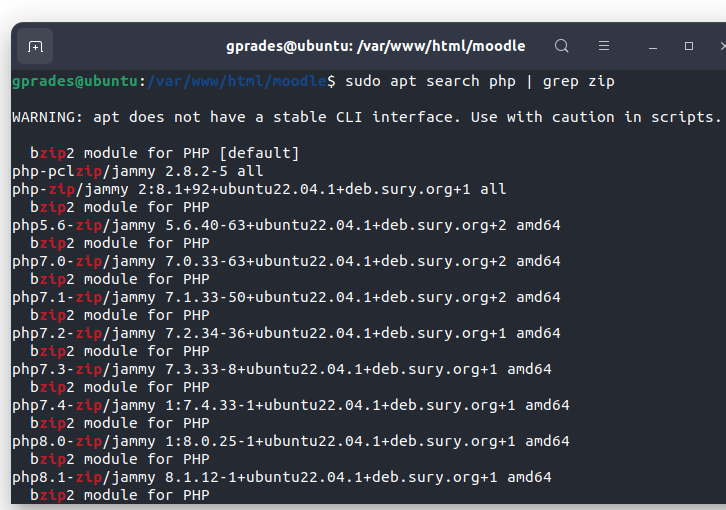 gprades@ubuntu: /var/www/html/moodle
gprades@ubuntu:/var/www/html/moodle$ sudo apt search php | grep zip
WARNING: apt does not have a stable CLI interface. Use with caution in scripts.
bzip2 module for PHP [default]
php-pclzip/jammy 2.8.2-5 all
php-zip/jammy 2:8.1+92+ubuntu22.04.1+deb.sury.org+1 all
bzip2 module for PHP
php5.6-zip/jammy 5.6.40-63+ubuntu22.04.1+deb.sury.org+2 amd64
bzip2 module for PHP
php7.0-zip/jammy 7.0.33-63+ubuntu22.04.1+deb.sury.org+2 amd64
bzip2 module for PHP
php7.1-zip/jammy 7.1.33-50+ubuntu22.04.1+deb.sury.org+2 amd64
bzip2 module for PHP
php7.2-zip/jammy 7.2.34-36+ubuntu22.04.1+deb.sury.org+1 amd64
bzip2 module for PHP
php7.3-zip/jammy 7.3.33-8+ubuntu22.04.1+deb.sury.org+1 amd64
bzip2 module for PHP
php7.4-zip/jammy 1:7.4.33-1+ubuntu22.04.1+deb.sury.org+1 amd64
bzip2 module for PHP
php8.0-zip/jammy 1:8.0.25-1+ubuntu22.04.1+deb.sury.org+1 amd64
bzip2 module for PHP
php8.1-zip/jammy 8.1.12-1+ubuntu22.04.1+deb.sury.org+1 amd64
bzip2 module for PHP